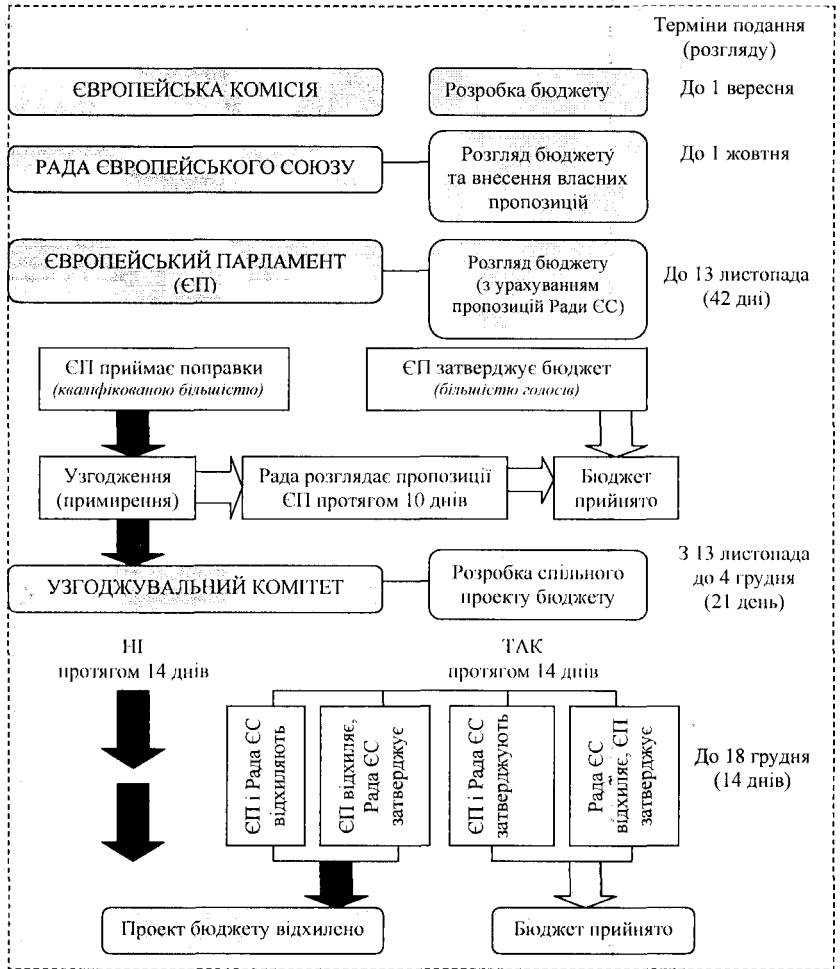 Терміни подання
(розгляду)
ЄВРОПЕЙСЬКА КОМІСІЯ
Розробка бюджету
До 1 вересня
РАДА ЄВРОПЕЙСЬКОГО СОЮЗУ
Розгляд бюджету
та внесення власних
пропозицій
До 1 жовтня
ЄВРОПЕЙСЬКИЙ ПАРЛАМЕНТ
(ЄП)
Розгляд бюджету
(з урахуванням
пропозицій Ради ЄС)
До 13 листопада
(42 дні)
ЄП приймає поправки
(кваліфікованою більшістю)
ЄП затверджує бюджет
(більшістю голосів)
Узгодження
(примирення)
Рада розглядає пропозиції
ЄП протягом 10 днів
Бюджет
прийнято
УЗГОДЖУВАЛЬНИЙ КОМІТЕТ
Розробка спільного
проекту бюджету
З 13 листопада
до 4 грудня
(21 день)
НІ
протягом 14 днів
ТАК
протягом 14 днів
ЄП і Рада ЄС
відхиляють
ЄП відхиляє,
Рада ЄС
затверджує
ЄП і Рада ЄС
затверджують
Рада ЄС
відхиляє, ЄП
затверджує
До 18 грудня
(14 днів)
Проект бюджету відхилено
Бюджет прийнято